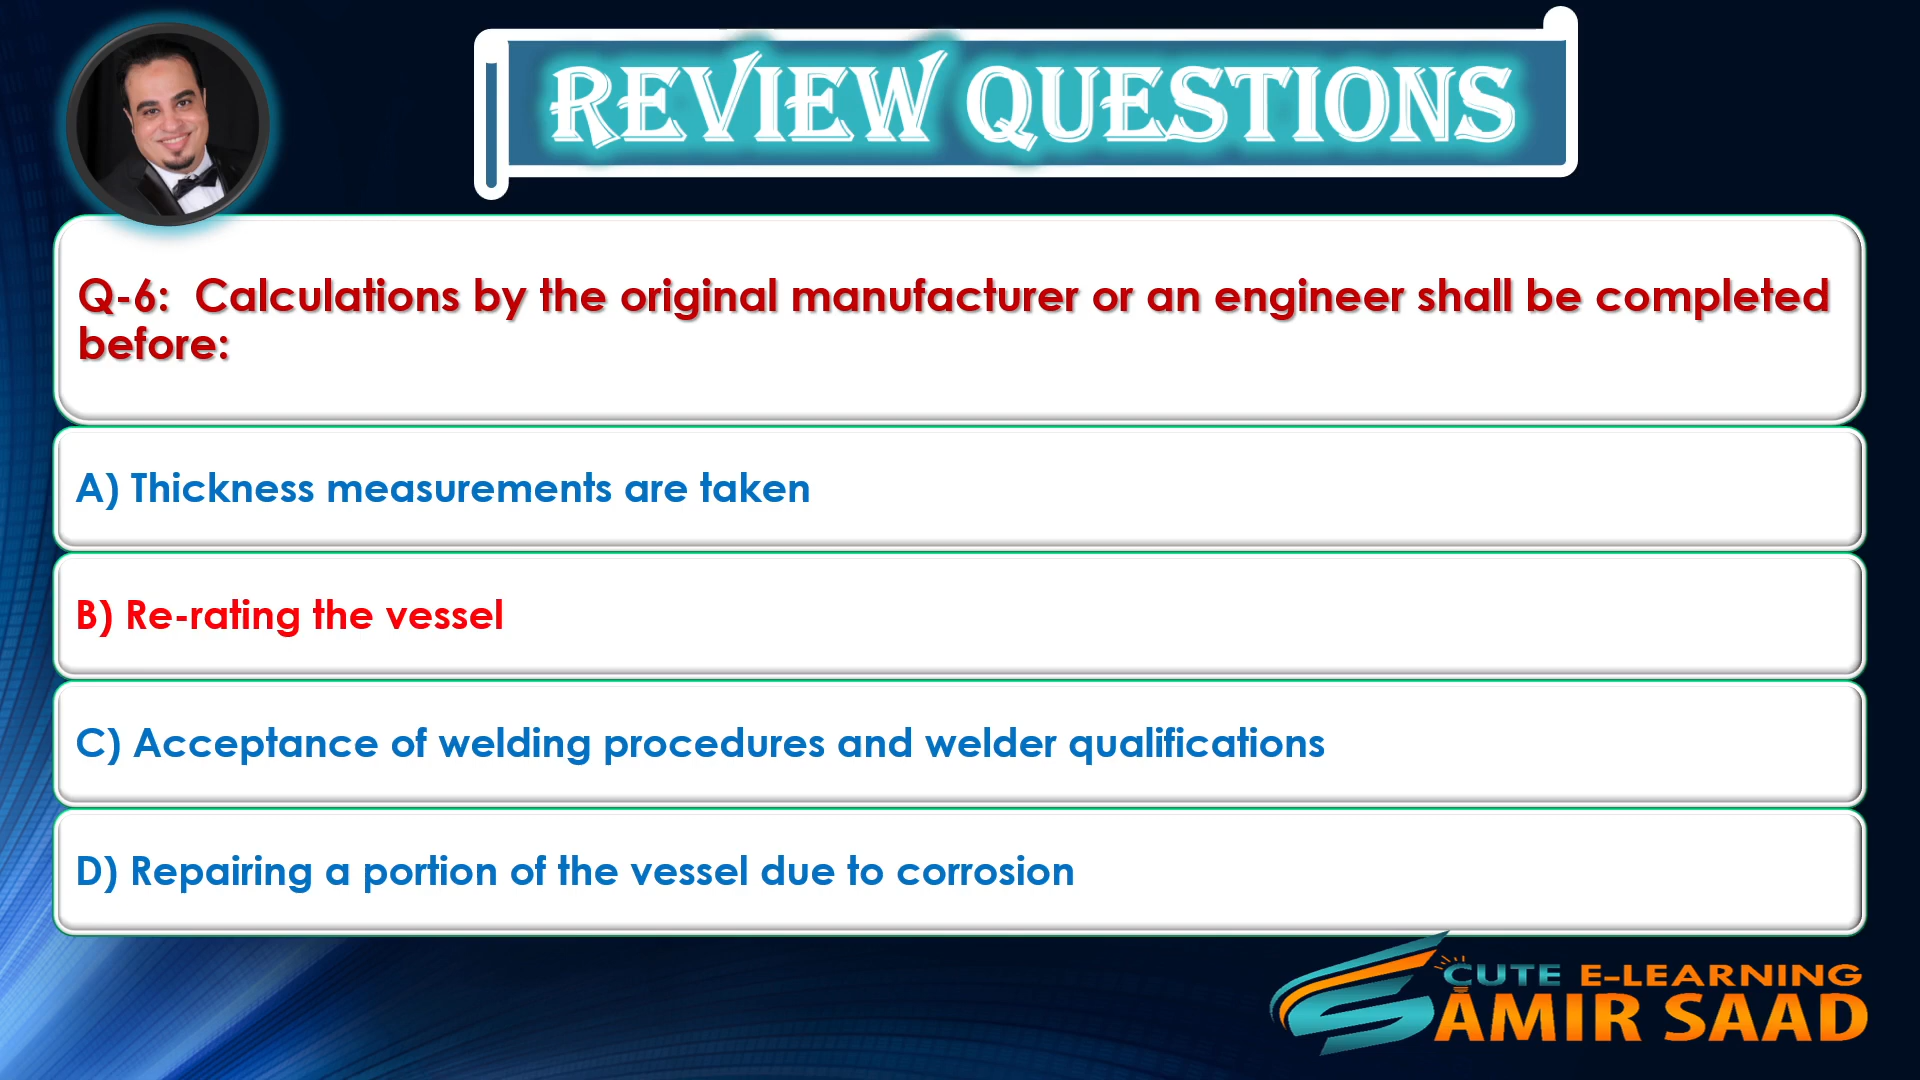 REVIEW QUESTIONS
Q-6: Calculations by the original manufacturer or an engineer shall be completed
before:
A) Thickness measurements are taken
B) Re-rating the vessel
C) Acceptance of welding procedures and welder qualifications
D) Repairing a portion of the vessel due to corrosion
CUTE E-LEARNING
AMIR SAAD